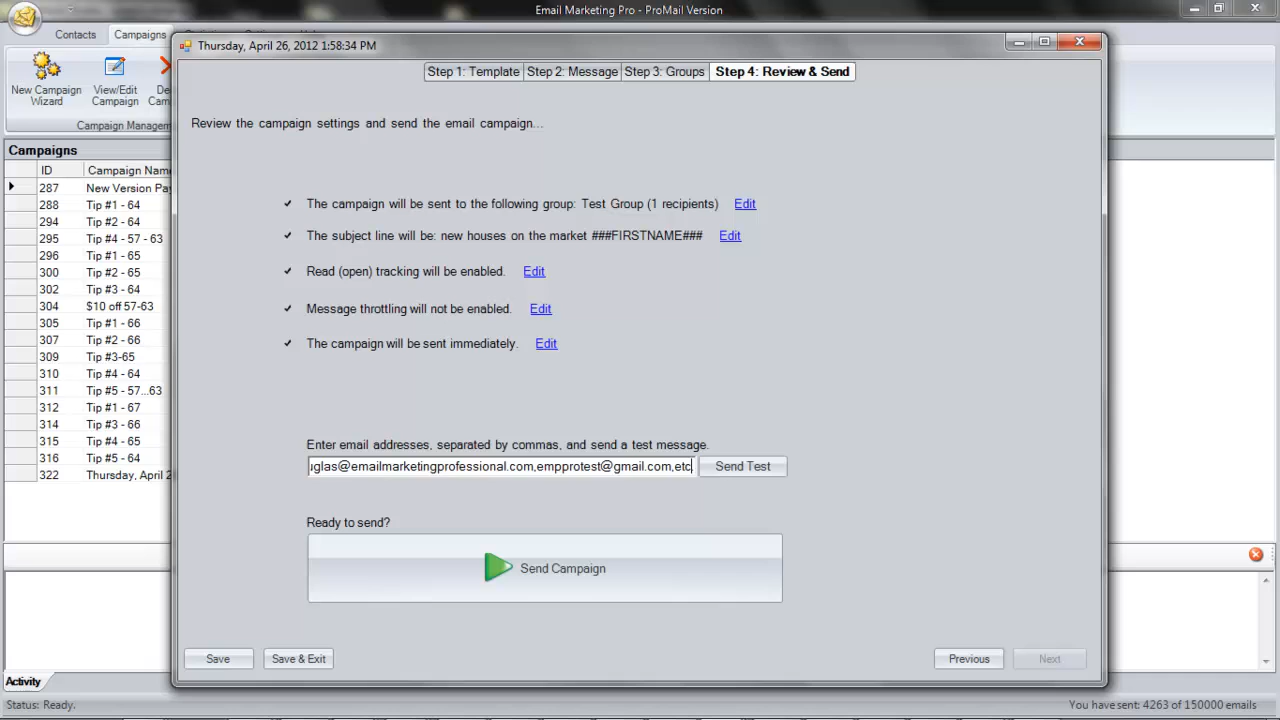 Email Marketing Pro - ProMail Version
Contacts
Campaigns
Thursday, April 26, 2012 1:58:34 PM
Step 1: Template
Step 2: Message
Step 3: Groups
Step 4: Review & Send
New Campaign
Wizard
View/Edit
Campaign
De
Cam
Campaign Managem
Review the campaign settings and send the email campaign...
Campaigns
ID Campaign Name
287 New Version Pay
288 Tip #1 - 64
294 Tip #2 - 64
295 Tip #4 - 57 - 63
296 Tip #1 - 65
300 Tip #2 - 65
302 Tip #3 - 64
304 $10 off 57-63
305 Tip #1 - 66
307 Tip #2 - 66
309 Tip #3-65
310 Tip #4 - 64
311 Tip #5 - 57...63
312 Tip #1 - 67
314 Tip #3 - 66
315 Tip #4 - 65
316 Tip #5 - 64
322 Thursday, April 2
The campaign will be sent to the following group: Test Group (1 recipients) Edit
The subject line will be: new houses on the market ###FIRSTNAME### Edit
Read (open) tracking will be enabled. Edit
Message throttling will not be enabled. Edit
The campaign will be sent immediately. Edit
Enter email addresses, separated by commas, and send a test message.
uglas@emailmarketingprofessional.com,empprotest@gmail.com,etc
Send Test
Ready to send?
Send Campaign
Save
Save & Exit
Previous
Next
Activity
Status: Ready.
You have sent: 4263 of 150000 emails